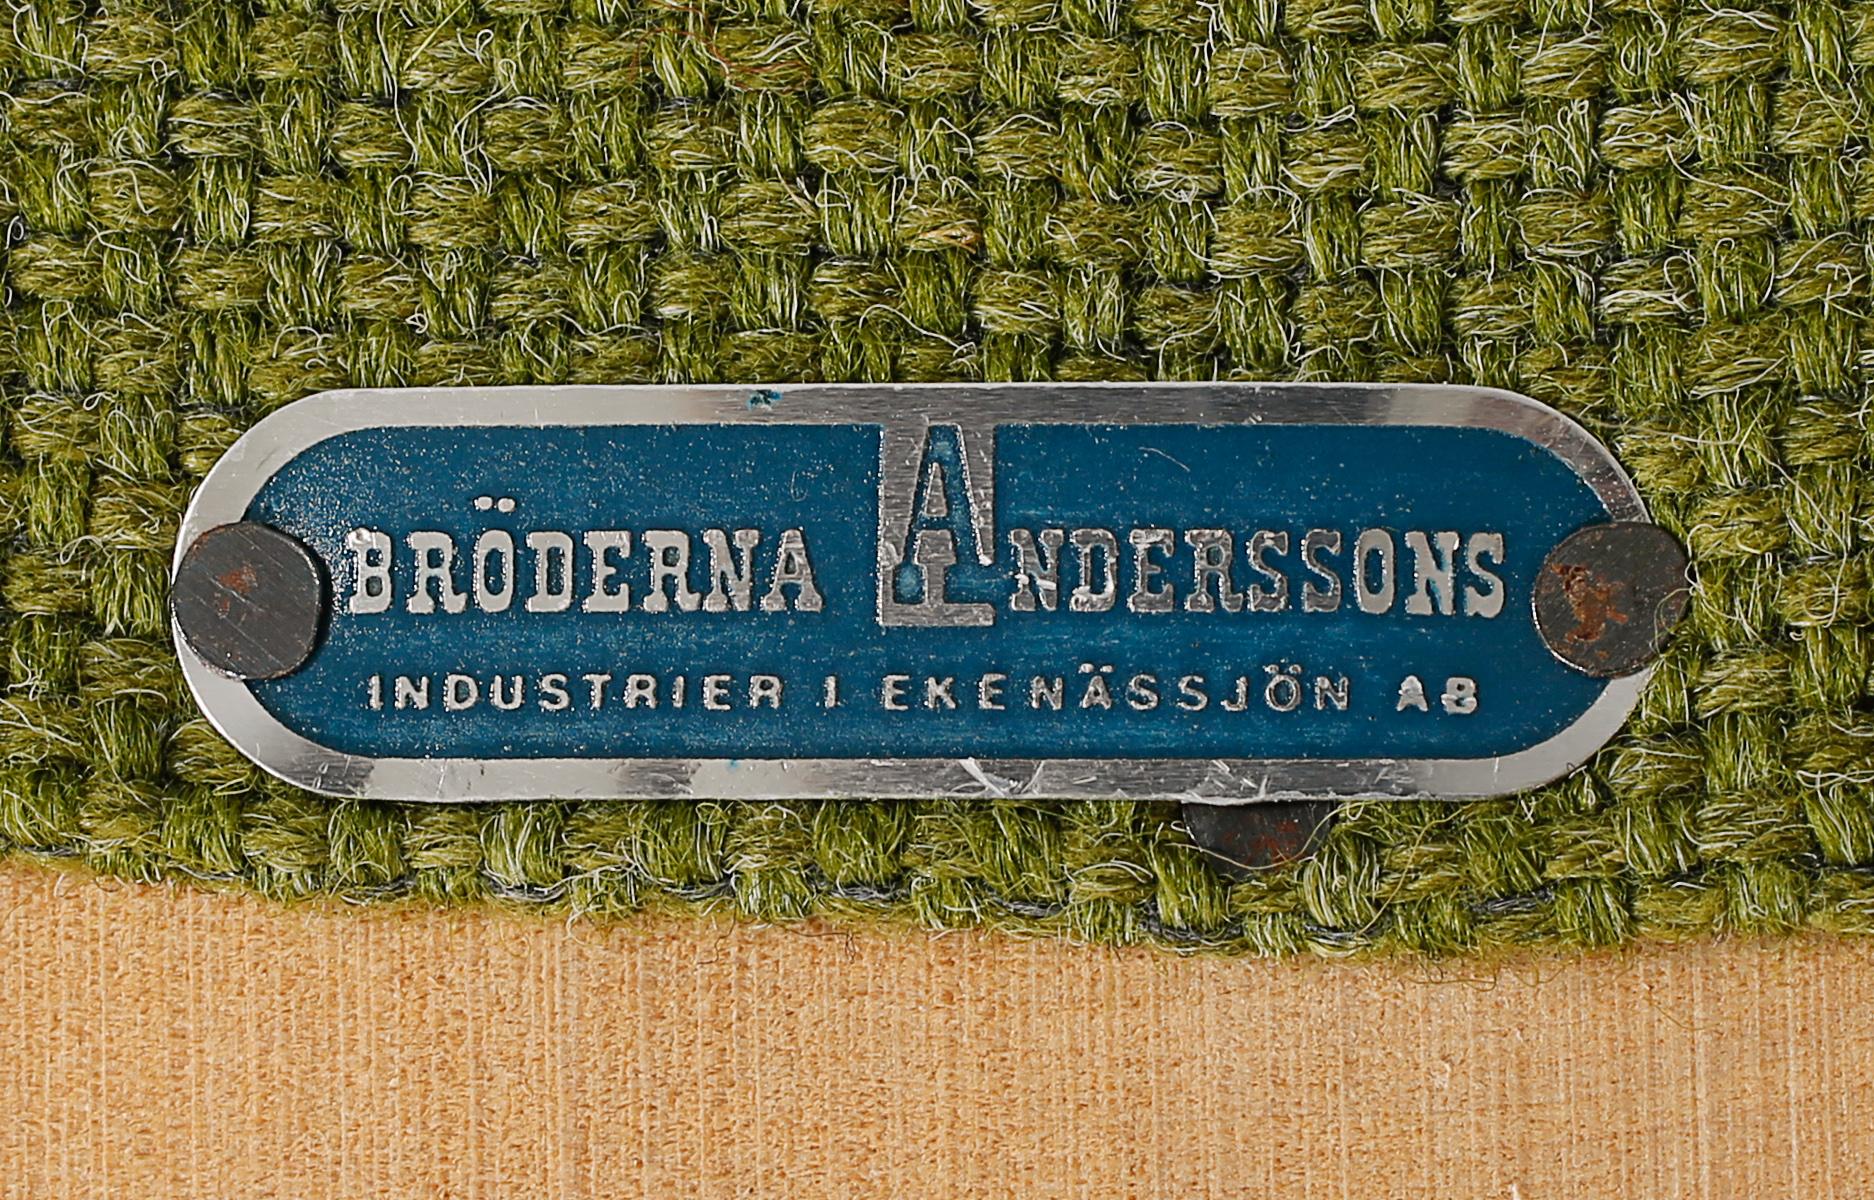 BRÖDERNA ANDERSSONS
INDUSTRIER I EKENÄSSJÖN AB